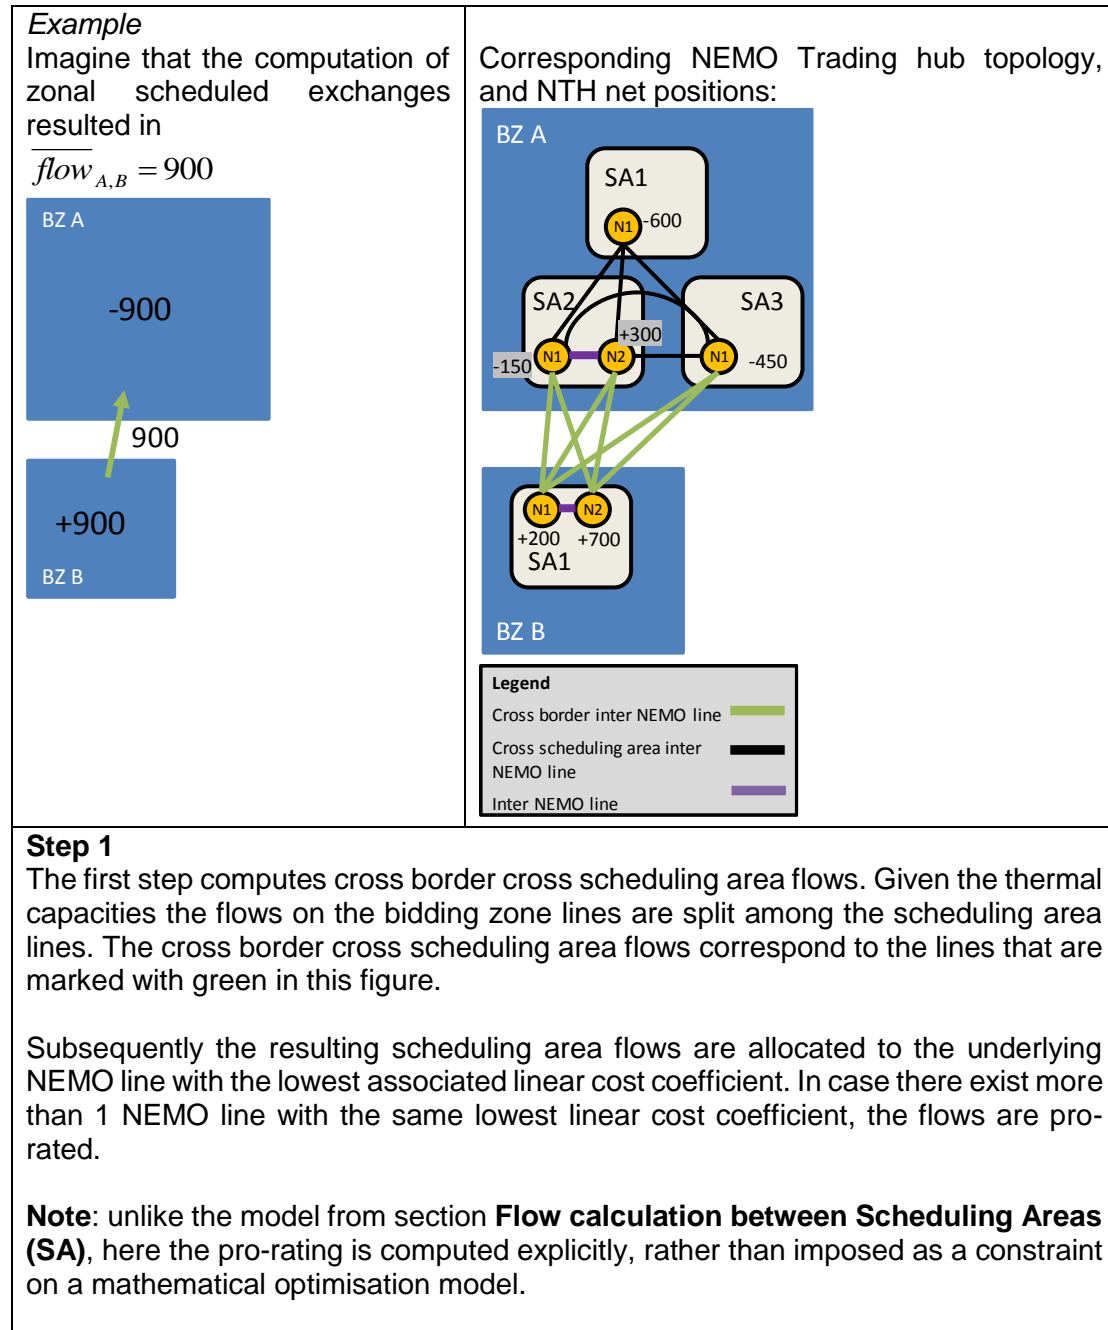 Example
Imagine that the computation of
zonal scheduled exchanges
resulted in
flow A,B = 900
BZ A
-900
900
+900
BZ B
Corresponding NEMO Trading hub topology,
and NTH net positions:
BZ A
SA1
N1 -600
SA2
SA3
+300
-150
N1
N2
N1
-450
N1
N2
+200 +700
SA1
BZ B
Legend
Cross border inter NEMO line
Cross scheduling area inter
NEMO line
Inter NEMO line
Step 1
The first step computes cross border cross scheduling area flows. Given the thermal
capacities the flows on the bidding zone lines are split among the scheduling area
lines. The cross border cross scheduling area flows correspond to the lines that are
marked with green in this figure.
Subsequently the resulting scheduling area flows are allocated to the underlying
NEMO line with the lowest associated linear cost coefficient. In case there exist more
than 1 NEMO line with the same lowest linear cost coefficient, the flows are pro-
rated.
Note: unlike the model from section Flow calculation between Scheduling Areas
(SA), here the pro-rating is computed explicitly, rather than imposed as a constraint
on a mathematical optimisation model.